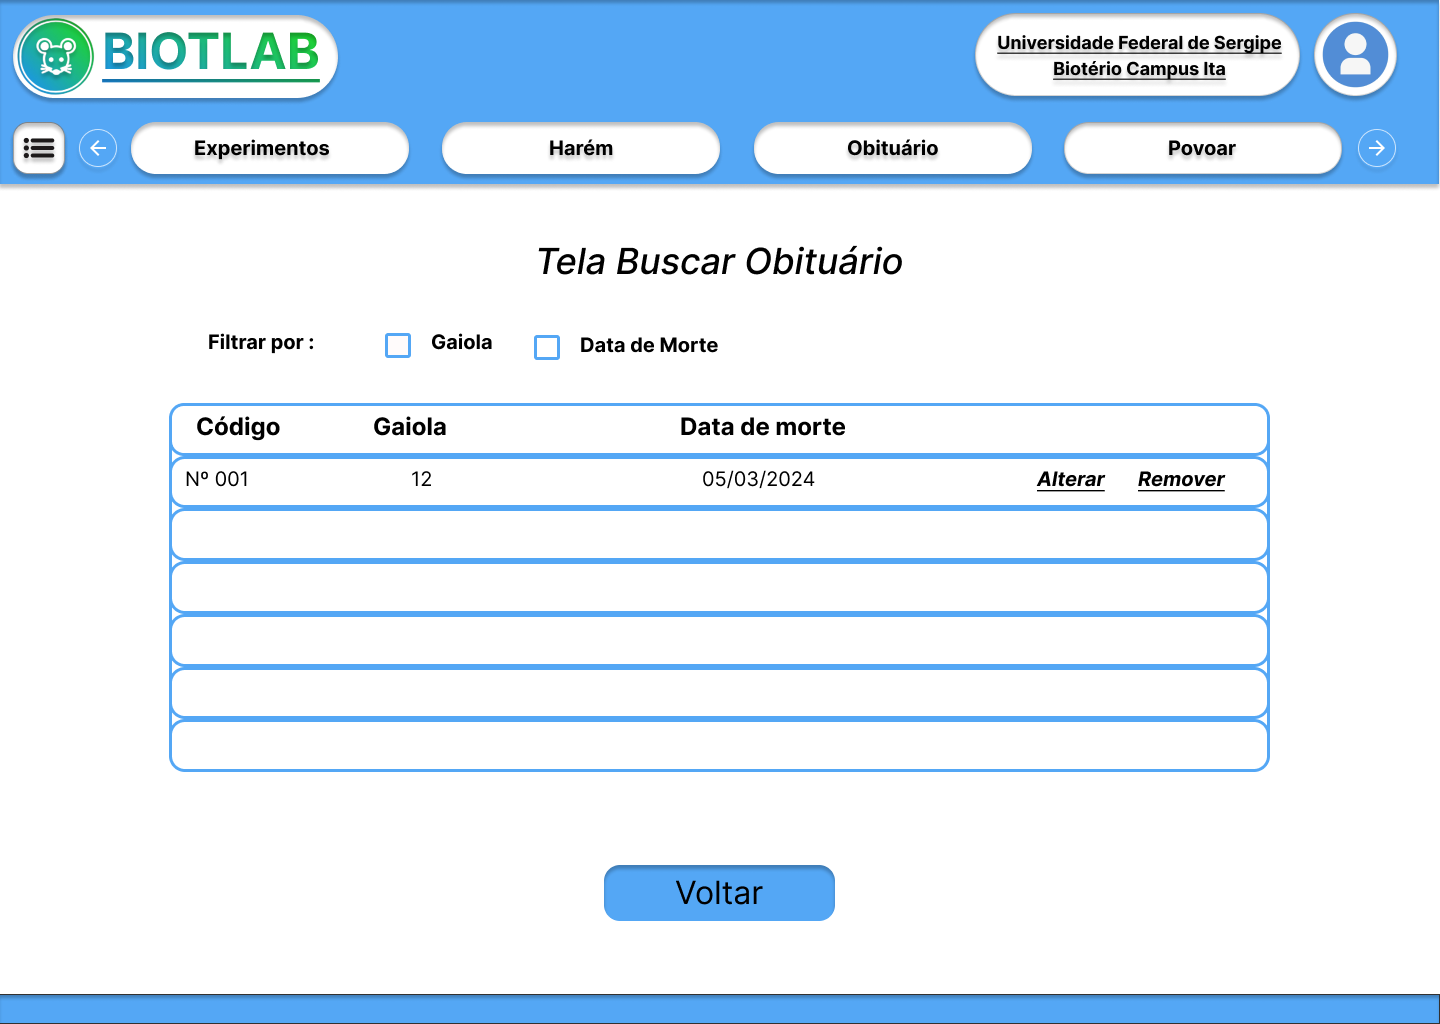 BIOTLAB
Universidade Federal de Sergipe
Biotério Campus Ita
Experimentos
Harém
Obituário
Povoar
Tela Buscar Obituário
Filtrar por :
Gaiola
Data de Morte
Código Gaiola Data de morte
Nº 001 12 05/03/2024 Alterar Remover
Voltar